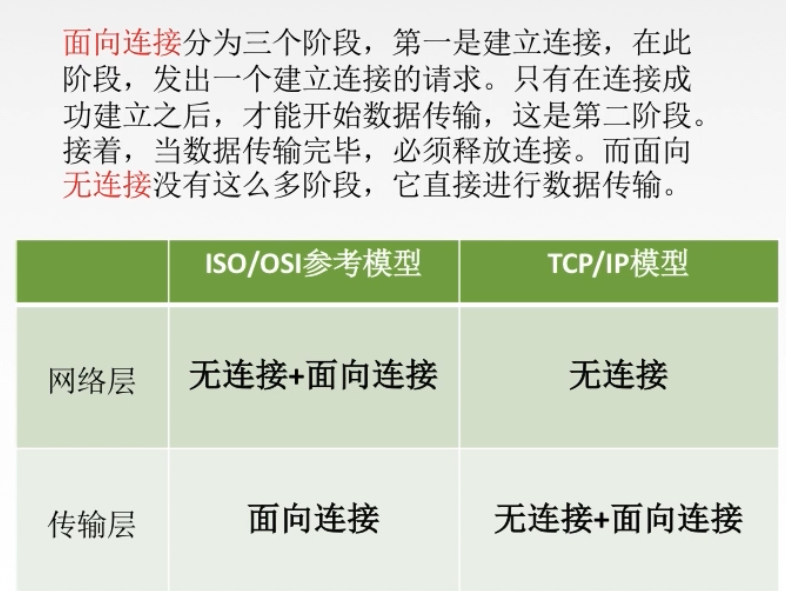 面向连接分为三个阶段，第一是建立连接，在此
阶段，发出一个建立连接的请求。只有在连接成
功建立之后，才能开始数据传输，这是第二阶段。
接着，当数据传输完毕，必须释放连接。而面向
无连接没有这么多阶段，它直接进行数据传输。
ISO/OSI参考模型 TCP/IP模型
网络层 无连接+面向连接 无连接
传输层 面向连接 无连接+面向连接